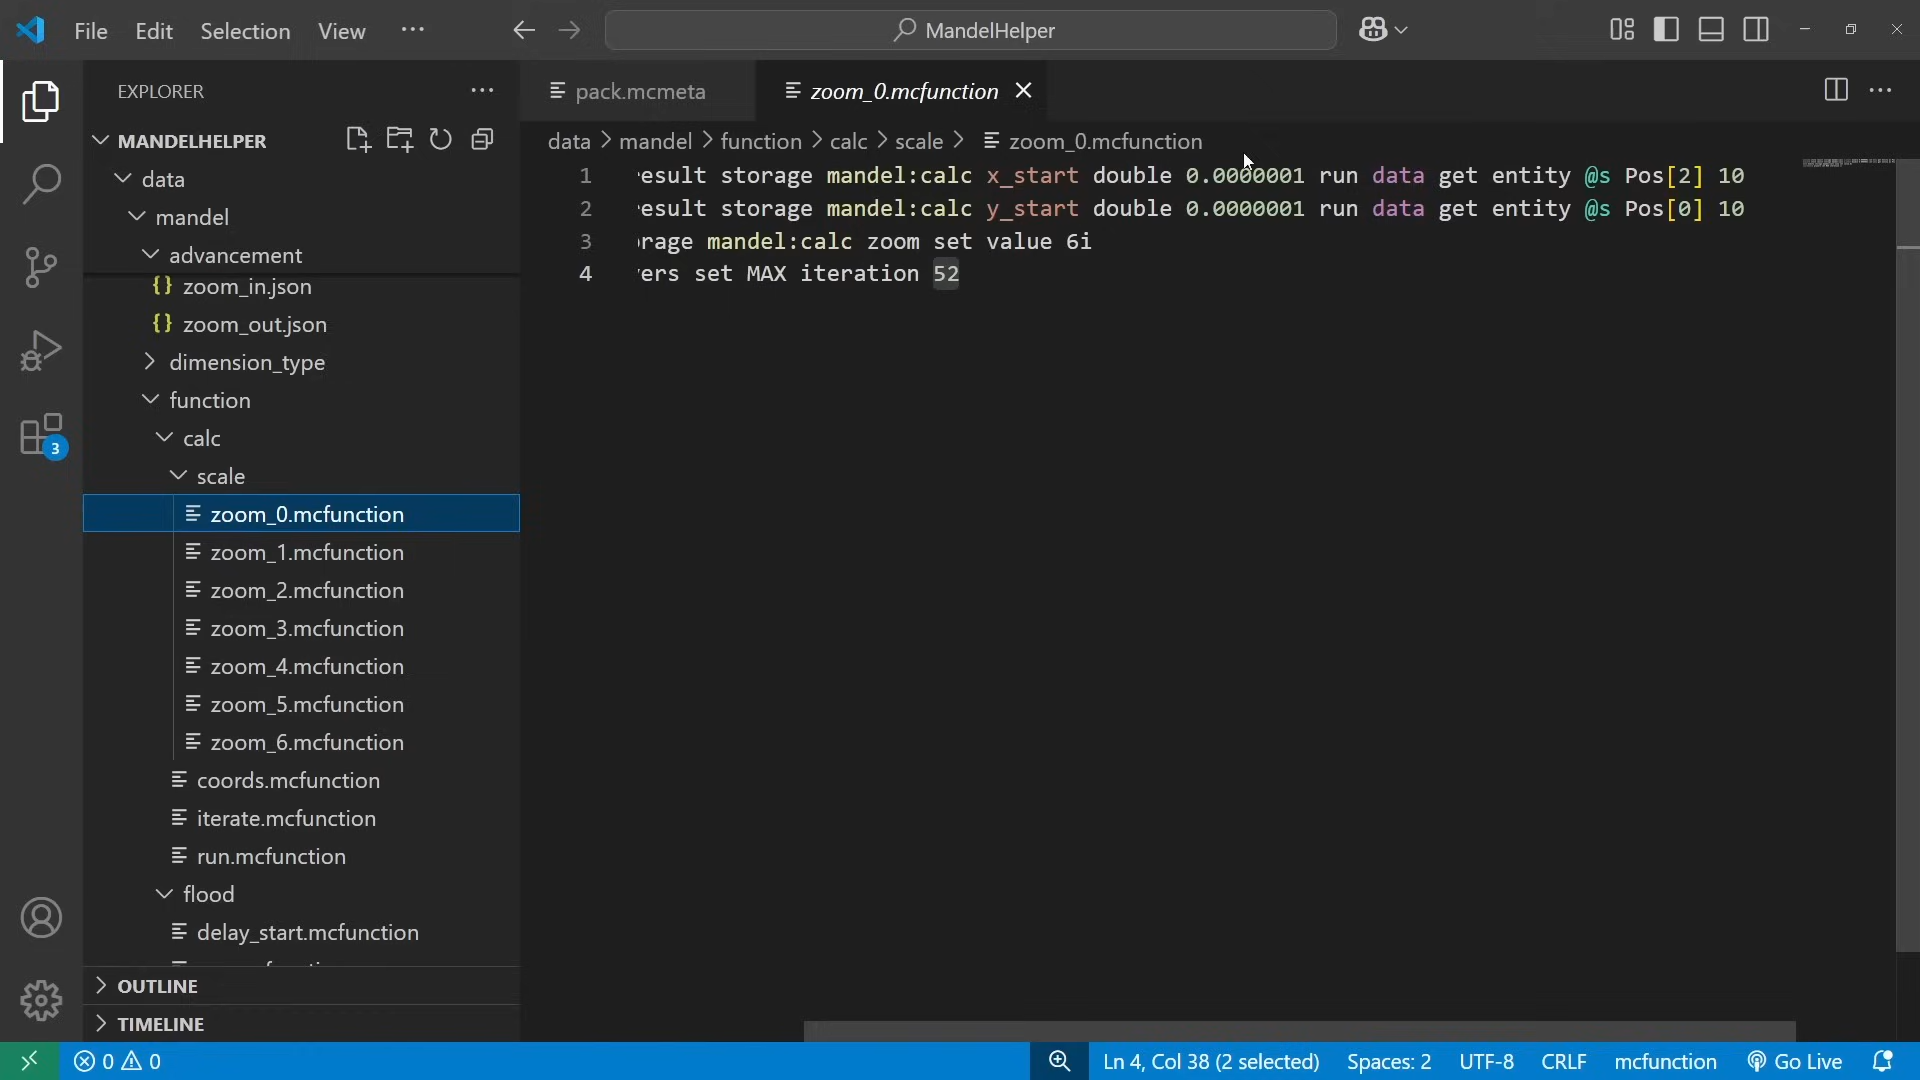 File Edit Selection View ··· MandelHelper
EXPLORER ···
MANDELHELPER
data
mandel
advancement
{} zoom_in.json
{} zoom_out.json
dimension_type
function
calc
scale
zoom_0.mcfunction
zoom_1.mcfunction
zoom_2.mcfunction
zoom_3.mcfunction
zoom_4.mcfunction
zoom_5.mcfunction
zoom_6.mcfunction
coords.mcfunction
iterate.mcfunction
run.mcfunction
flood
delay_start.mcfunction
OUTLINE
TIMELINE
3
pack.mcmeta zoom_0.mcfunction
data > mandel > function > calc > scale > zoom_0.mcfunction
1 esult storage mandel:calc x_start double 0.0000001 run data get entity @s Pos[2] 10
2 esult storage mandel:calc y_start double 0.0000001 run data get entity @s Pos[0] 10
3 rage mandel:calc zoom set value 6i
4 ers set MAX iteration 52
0 0 Ln 4, Col 38 (2 selected) Spaces: 2 UTF-8 CRLF mcfunction Go Live